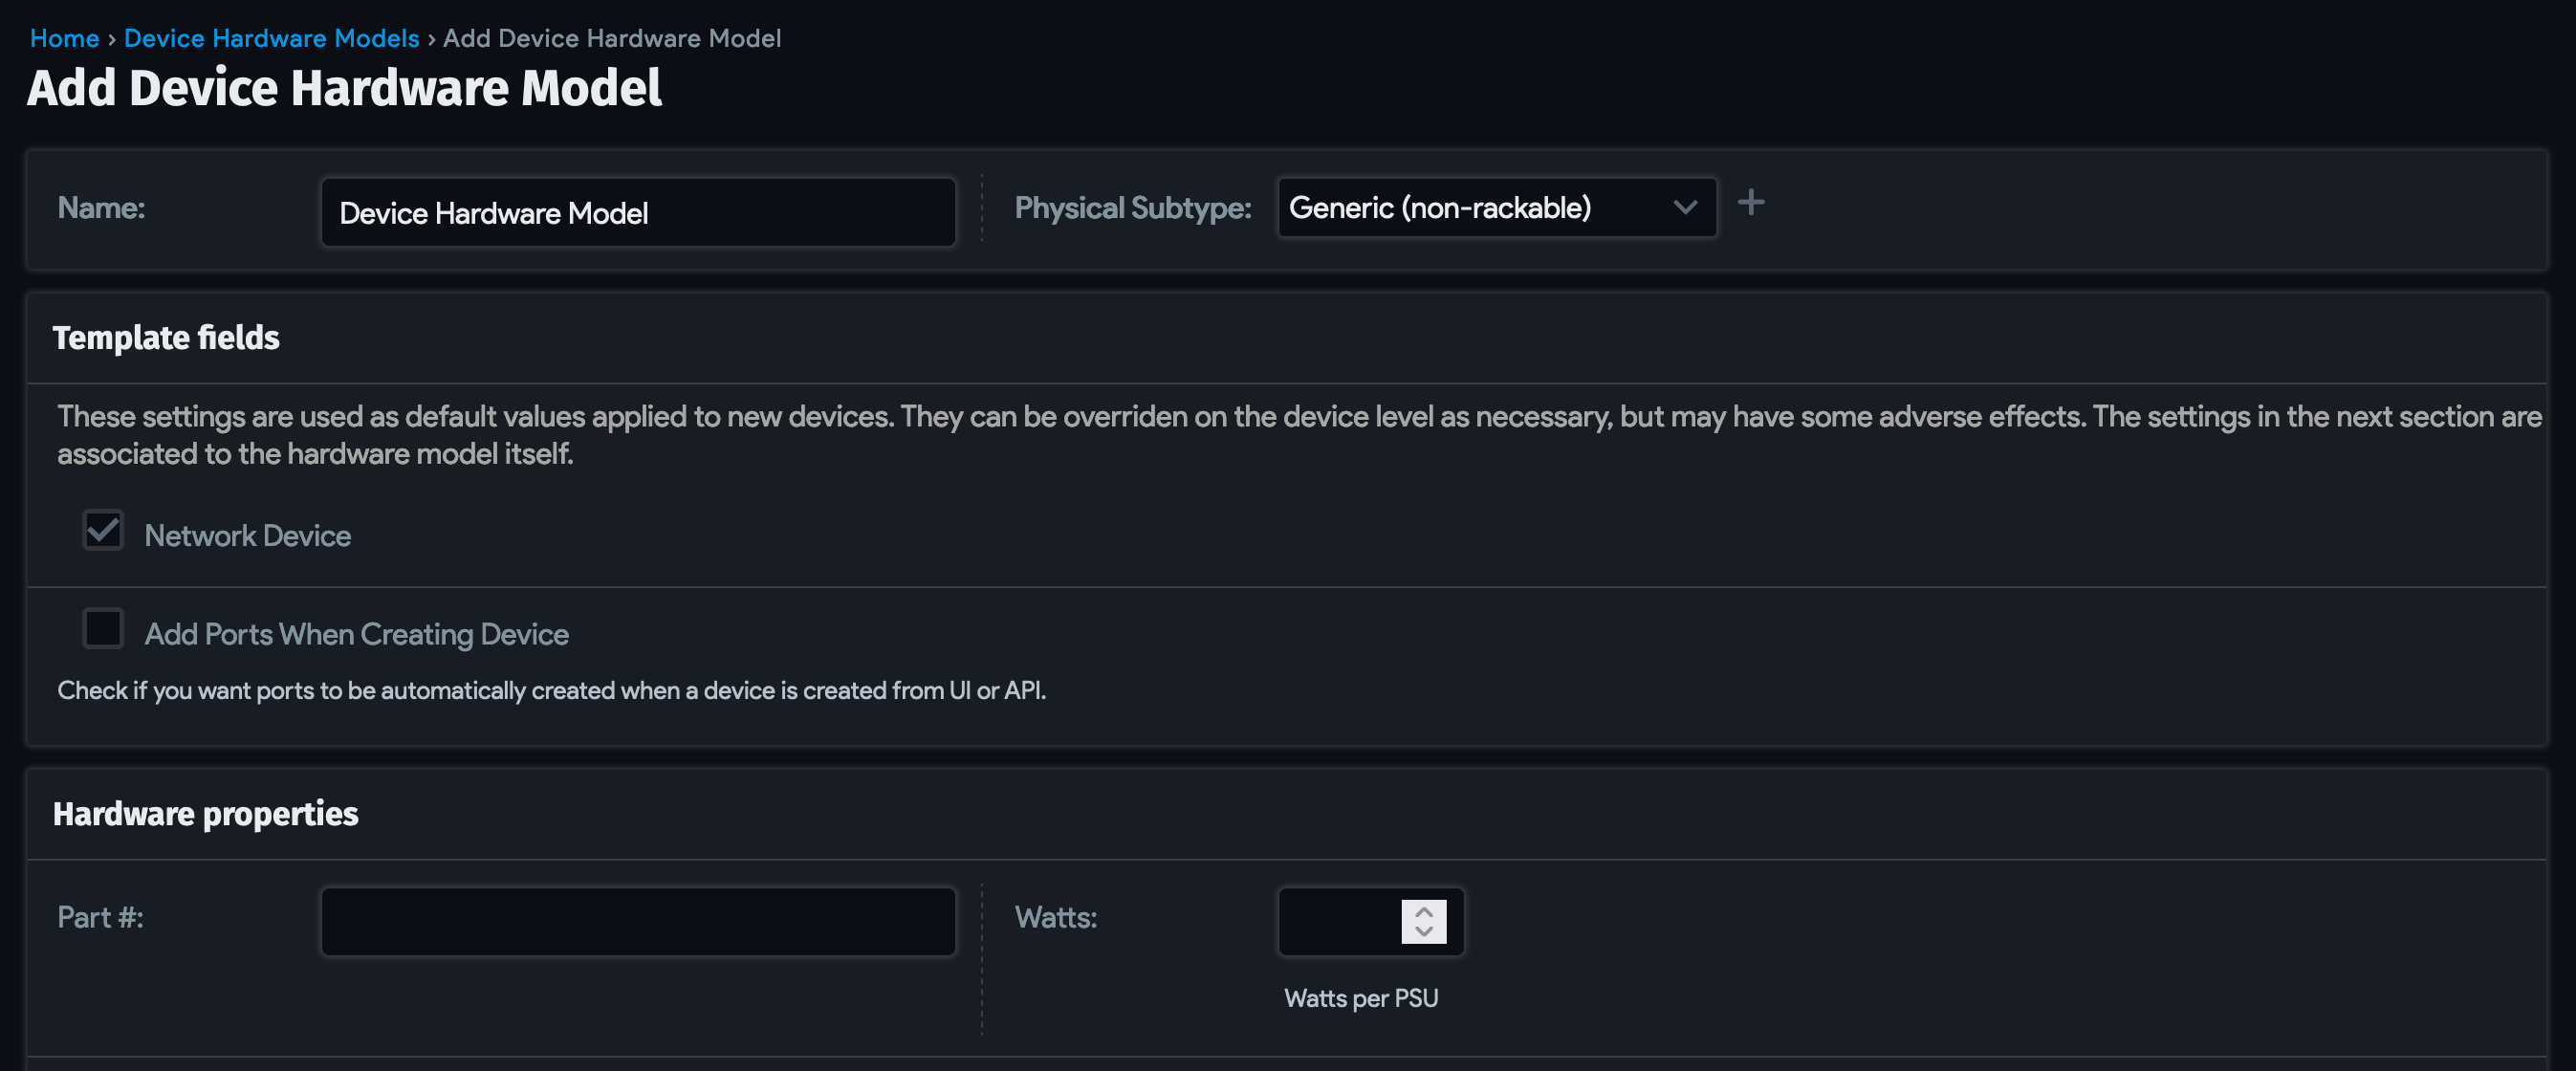 Home › Device Hardware Models › Add Device Hardware Model
Add Device Hardware Model
Name: Device Hardware Model Physical Subtype: Generic (non-rackable) +
Template fields
These settings are used as default values applied to new devices. They can be overriden on the device level as necessary, but may have some adverse effects. The settings in the next section are
associated to the hardware model itself.
Network Device
Add Ports When Creating Device
Check if you want ports to be automatically created when a device is created from UI or API.
Hardware properties
Part #: Watts:
Watts per PSU